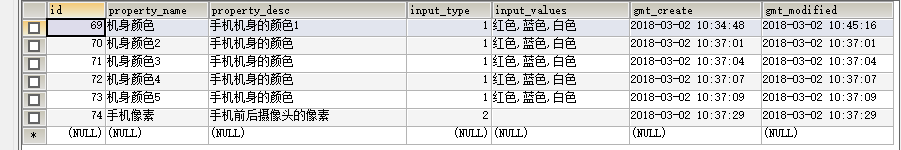 id property_name property_desc input_type input_values gmt_create gmt_modified
69 机身颜色 手机机身的颜色1 1 红色,蓝色,白色 2018-03-02 10:34:48 2018-03-02 10:45:16
70 机身颜色2 手机机身的颜色 1 红色,蓝色,白色 2018-03-02 10:37:01 2018-03-02 10:37:01
71 机身颜色3 手机机身的颜色 1 红色,蓝色,白色 2018-03-02 10:37:04 2018-03-02 10:37:04
72 机身颜色4 手机机身的颜色 1 红色,蓝色,白色 2018-03-02 10:37:07 2018-03-02 10:37:07
73 机身颜色5 手机机身的颜色 1 红色,蓝色,白色 2018-03-02 10:37:09 2018-03-02 10:37:09
74 手机像素 手机前后摄像头的像素 2 2018-03-02 10:37:29 2018-03-02 10:37:29
* (NULL) (NULL) (NULL) (NULL) (NULL) (NULL) (NULL)